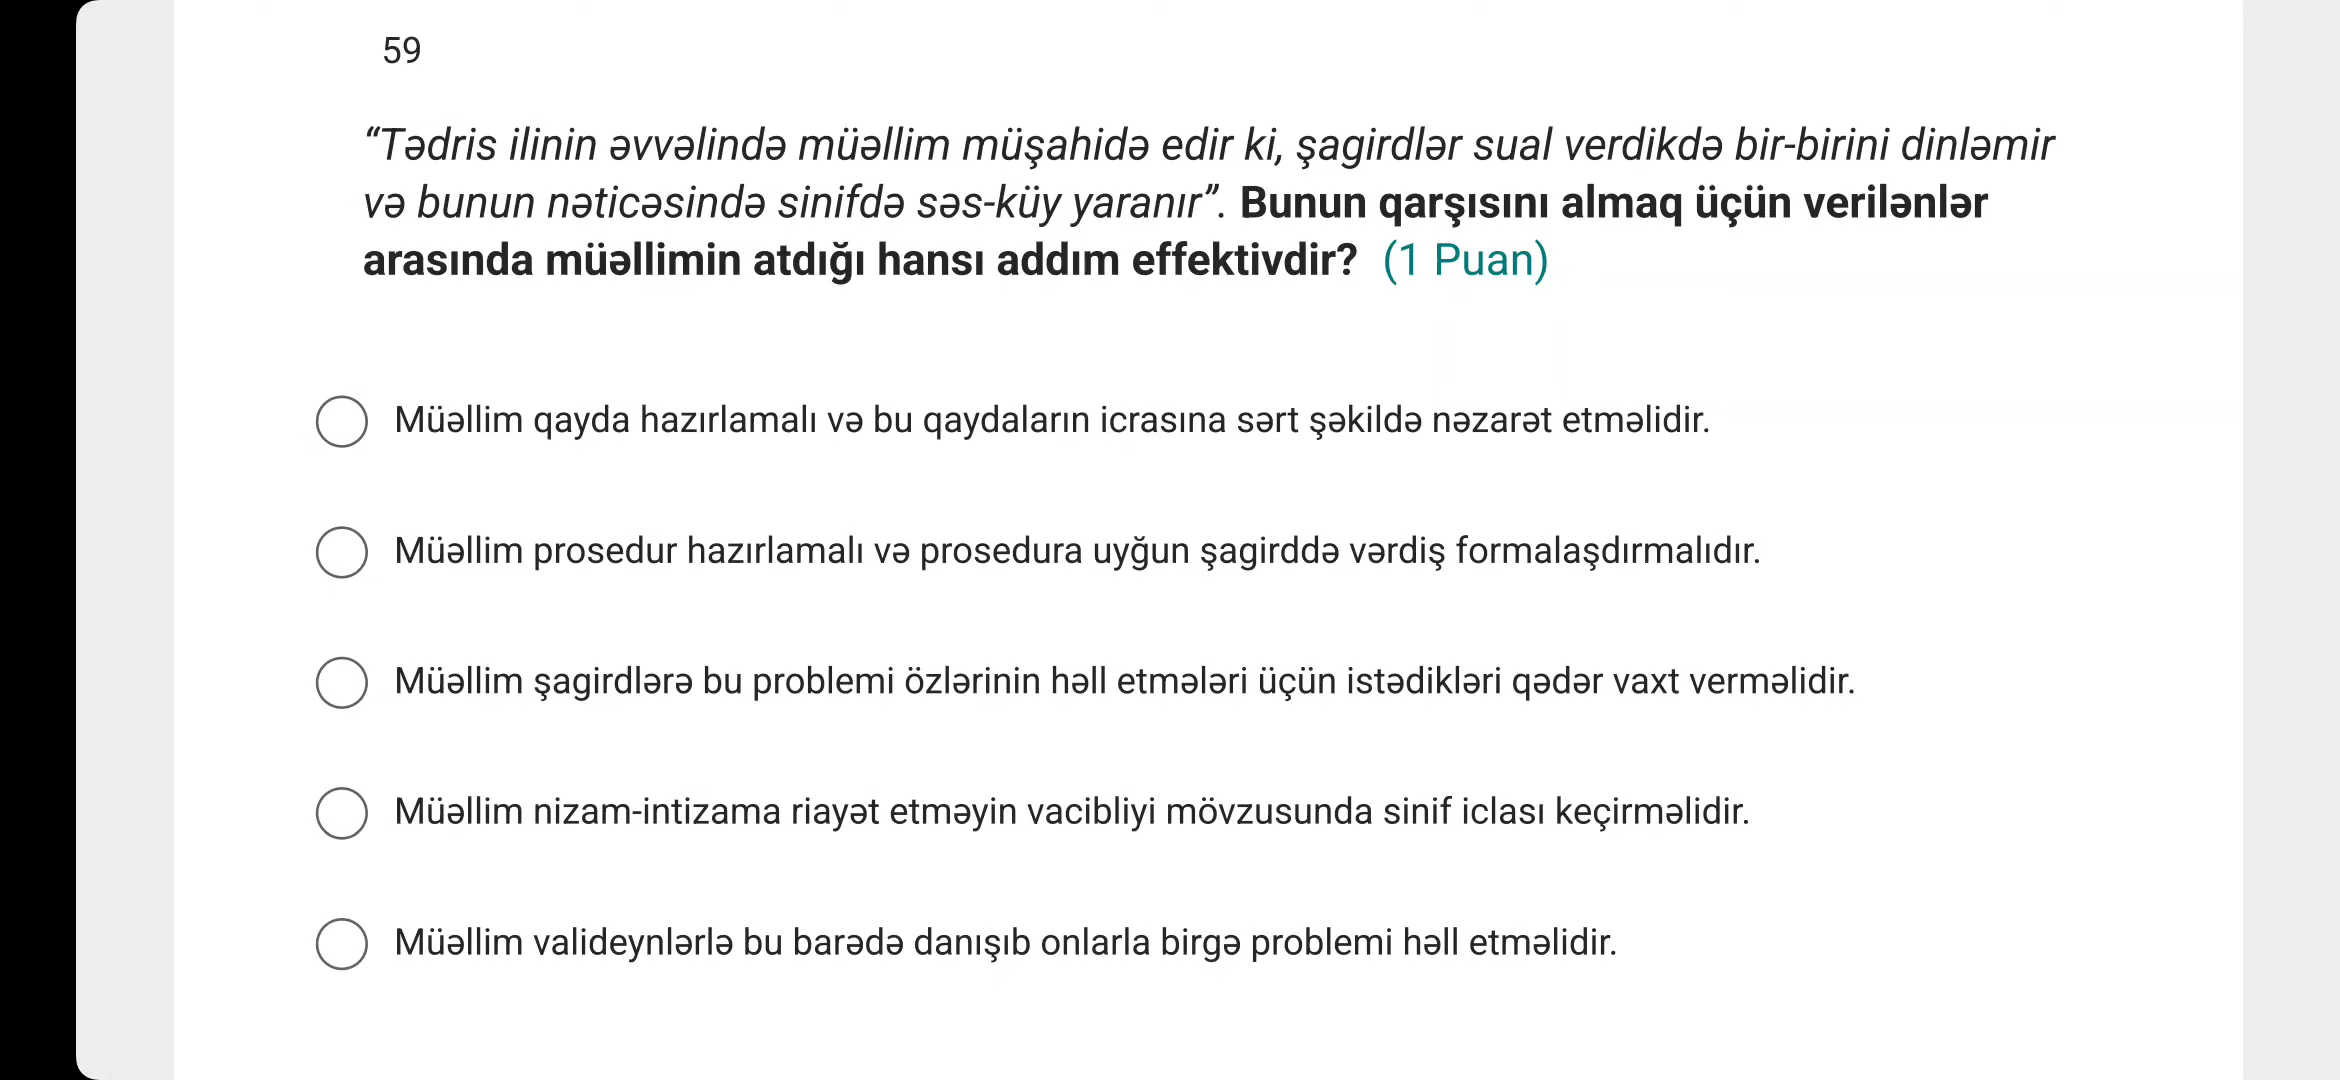 59
“Tədris ilinin əvvəlində müəllim müşahidə edir ki, şagirdlər sual verdikdə bir-birini dinləmir
və bunun nəticəsində sinifdə səs-küy yaranır”. Bunun qarşısını almaq üçün verilənlər
arasında müəllimin atdığı hansı addım effektivdir? (1 Puan)
Müəllim qayda hazırlamalı və bu qaydaların icrasına sərt şəkildə nəzarət etməlidir.
Müəllim prosedur hazırlamalı və prosedura uyğun şagirddə vərdiş formalaşdırmalıdır.
Müəllim şagirdlərə bu problemi özlərinin həll etmələri üçün istədikləri qədər vaxt verməlidir.
Müəllim nizam-intizama riayət etməyin vacibliyi mövzusunda sinif iclası keçirməlidir.
Müəllim valideynlərlə bu barədə danışıb onlarla birgə problemi həll etməlidir.